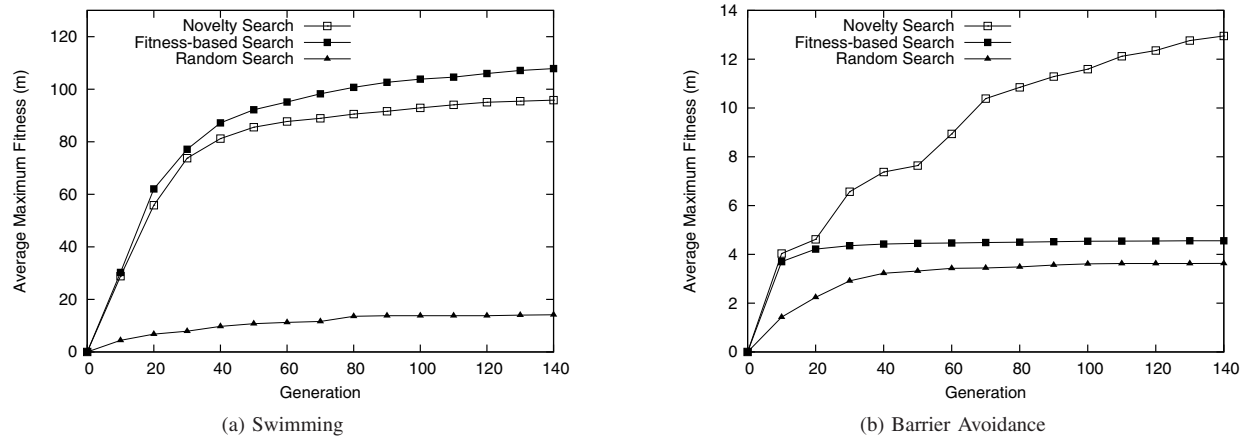 Average Maximum Fitness (m)
120
100
80
60
40
20
0
Novelty Search
Fitness-based Search
Random Search
0 20 40 60 80 100 120 140
Generation
(a) Swimming
Average Maximum Fitness (m)
14
12
10
8
6
4
2
0
Novelty Search
Fitness-based Search
Random Search
0 20 40 60 80 100 120 140
Generation
(b) Barrier Avoidance